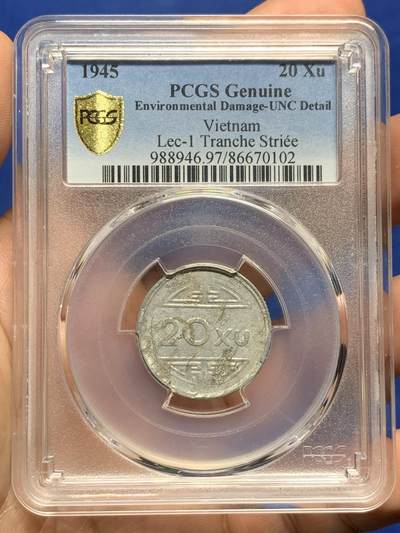 1945 20 Xu
PCGS Genuine
Environmental Damage-UNC Detail
Vietnam
Lec-1 Tranche Striée
988946.97/86670102
PCGS
20 XU
PCGS